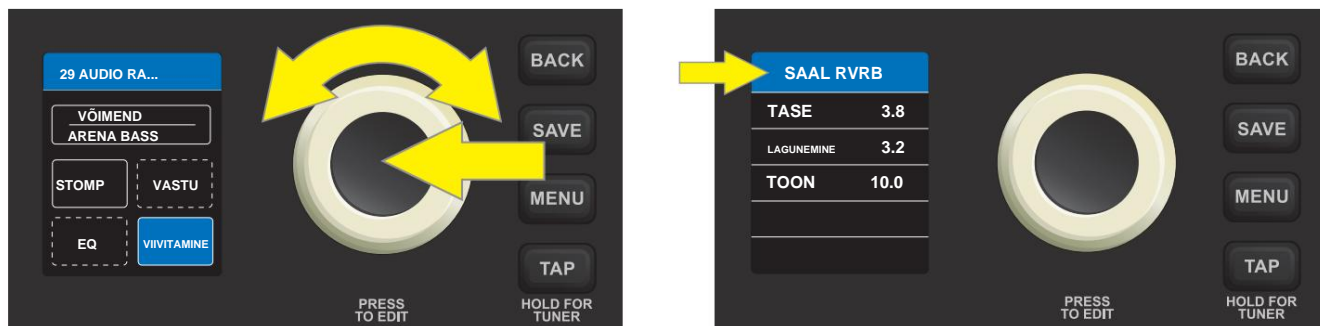 29 AUDIO RA...
VÕIMEND
ARENA BASS
STOMP
VASTU
EQ
VIIVITAMINE
BACK
SAVE
MENU
TAP
PRESS
TO EDIT
HOLD FOR
TUNER
SAAL RVRB
TASE 3.8
LAGUNEMINE 3.2
TOON 10.0
BACK
SAVE
MENU
TAP
PRESS
TO EDIT
HOLD FOR
TUNER